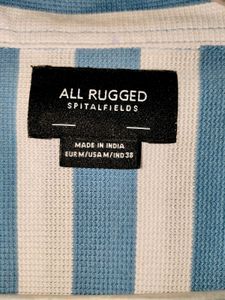 ALL RUGGED
SPITALFIELDS
MADE IN INDIA
EUR M/USA M/IND 38